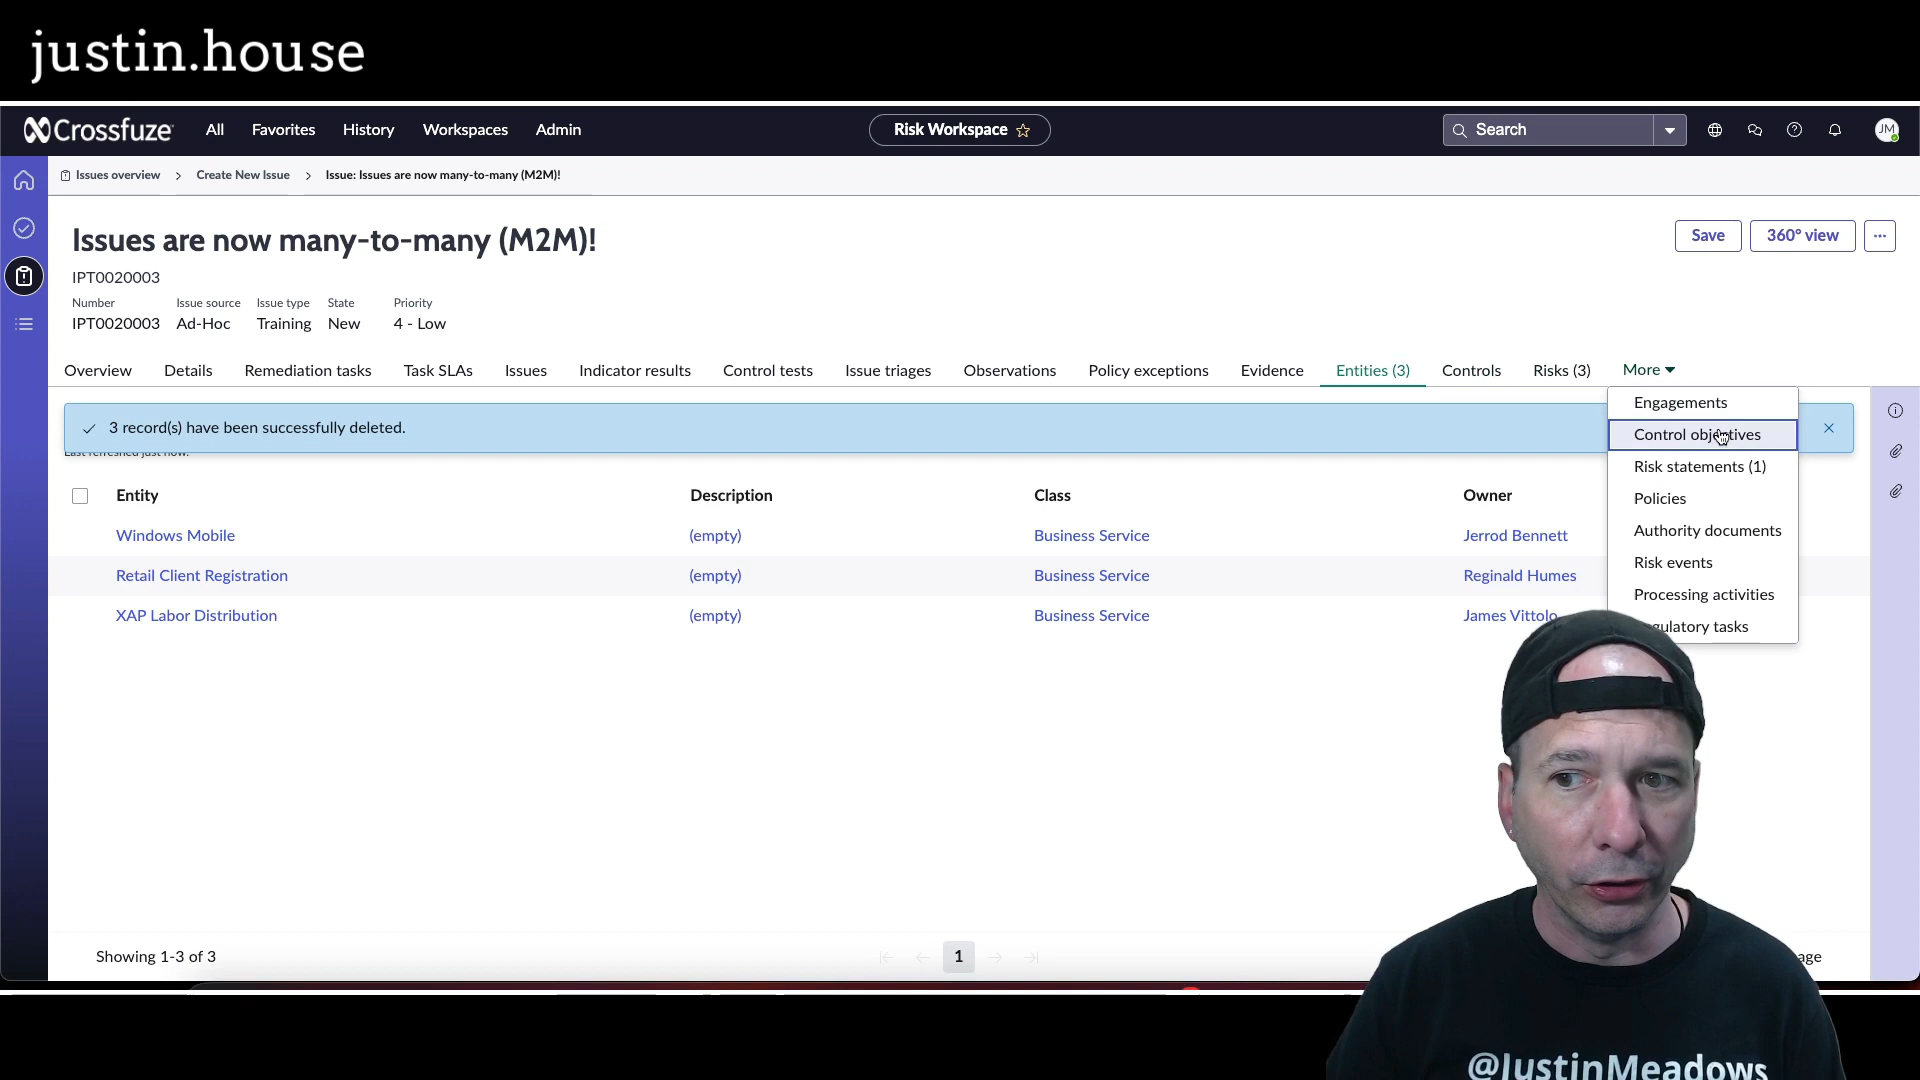 justin.house
Crossfuze All Favorites History Workspaces Admin Risk Workspace Search JM
Issues overview > Create New Issue > Issue: Issues are now many-to-many (M2M)!
Issues are now many-to-many (M2M)!
Save 360° view ...
IPT0020003
Number Issue source Issue type State Priority
IPT0020003 Ad-Hoc Training New 4 - Low
Overview Details Remediation tasks Task SLAs Issues Indicator results Control tests Issue triages Observations Policy exceptions Evidence Entities (3) Controls Risks (3) More
3 record(s) have been successfully deleted.
Last refreshed just now.
Engagements
Control objectives
Risk statements (1)
Policies
Authority documents
Risk events
Processing activities
gulatory tasks
Entity Description Class Owner
Windows Mobile (empty) Business Service Jerrod Bennett
Retail Client Registration (empty) Business Service Reginald Humes
XAP Labor Distribution (empty) Business Service James Vittolo
Showing 1-3 of 3 1 age
@JustinMeadows